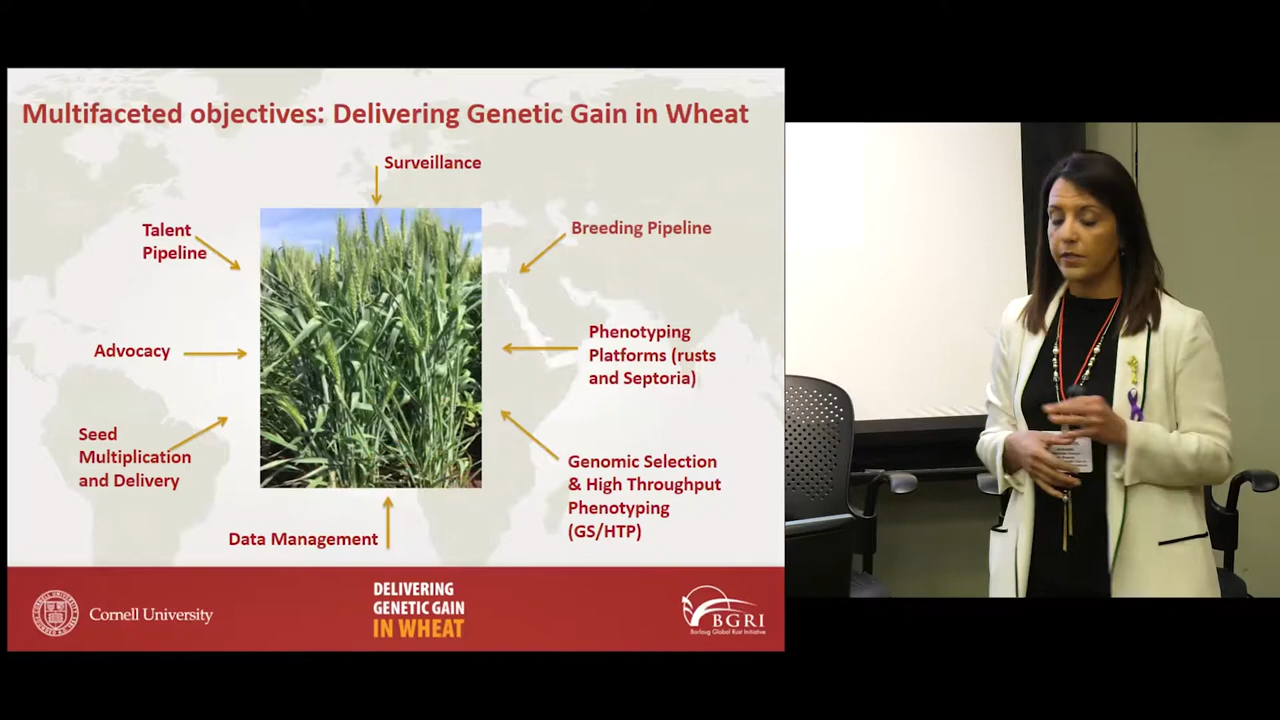 Multifaceted objectives: Delivering Genetic Gain in Wheat
Surveillance
Talent
Pipeline
Breeding Pipeline
Advocacy
Phenotyping
Platforms (rusts
and Septoria)
Seed
Multiplication
and Delivery
Genomic Selection
& High Throughput
Phenotyping
(GS/HTP)
Data Management
Cornell University
DELIVERING
GENETIC GAIN
IN WHEAT
BGRI
Borlaug Global Rust Initiative